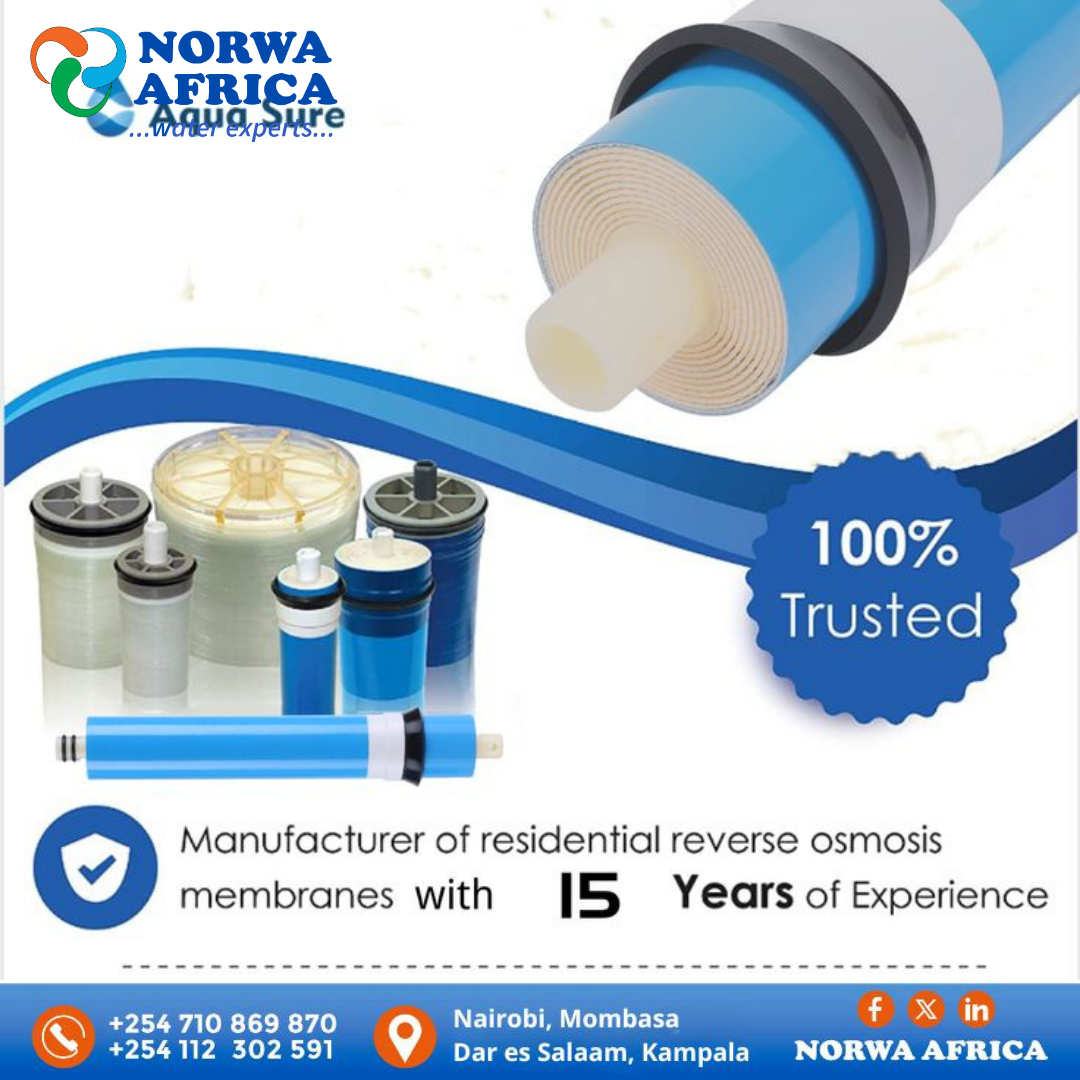 NORWA
AFRICA
Aqua Sure
...water experts...
100%
Trusted
Manufacturer of residential reverse osmosis
membranes with 15 Years of Experience
+254 710 869 870
+254 112 302 591
Nairobi, Mombasa
Dar es Salaam, Kampala
NORWA AFRICA